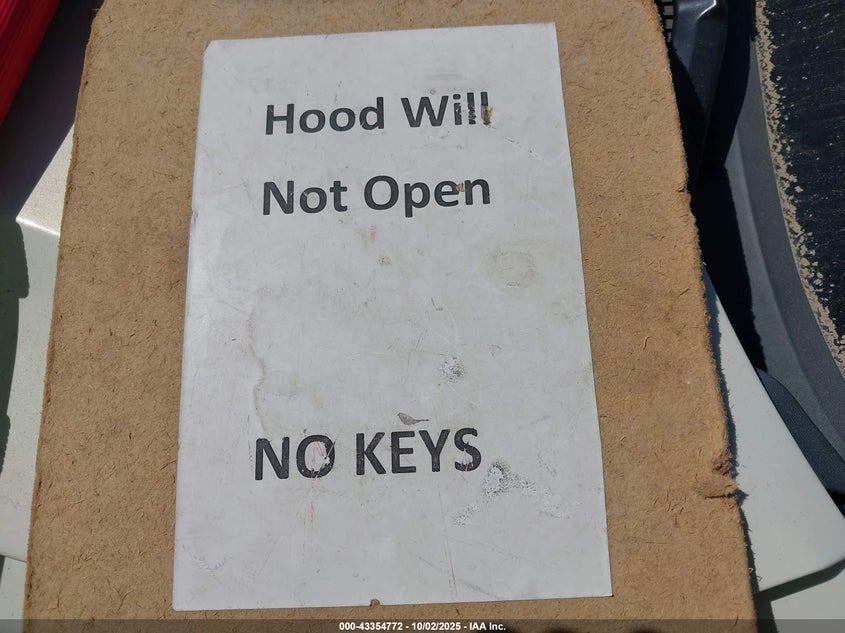 Hood Will
Not Open
NO KEYS
000-43354772 - 10/02/2025 - IAA Inc.